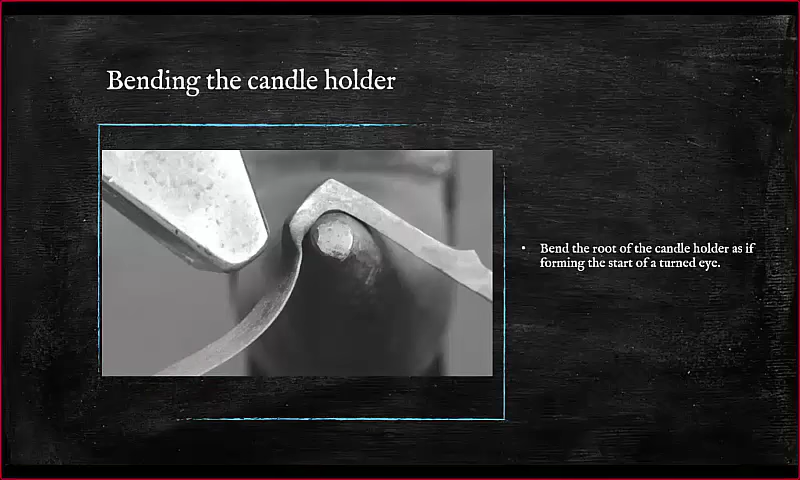 Bending the candle holder
• Bend the root of the candle holder as if
forming the start of a turned eye.